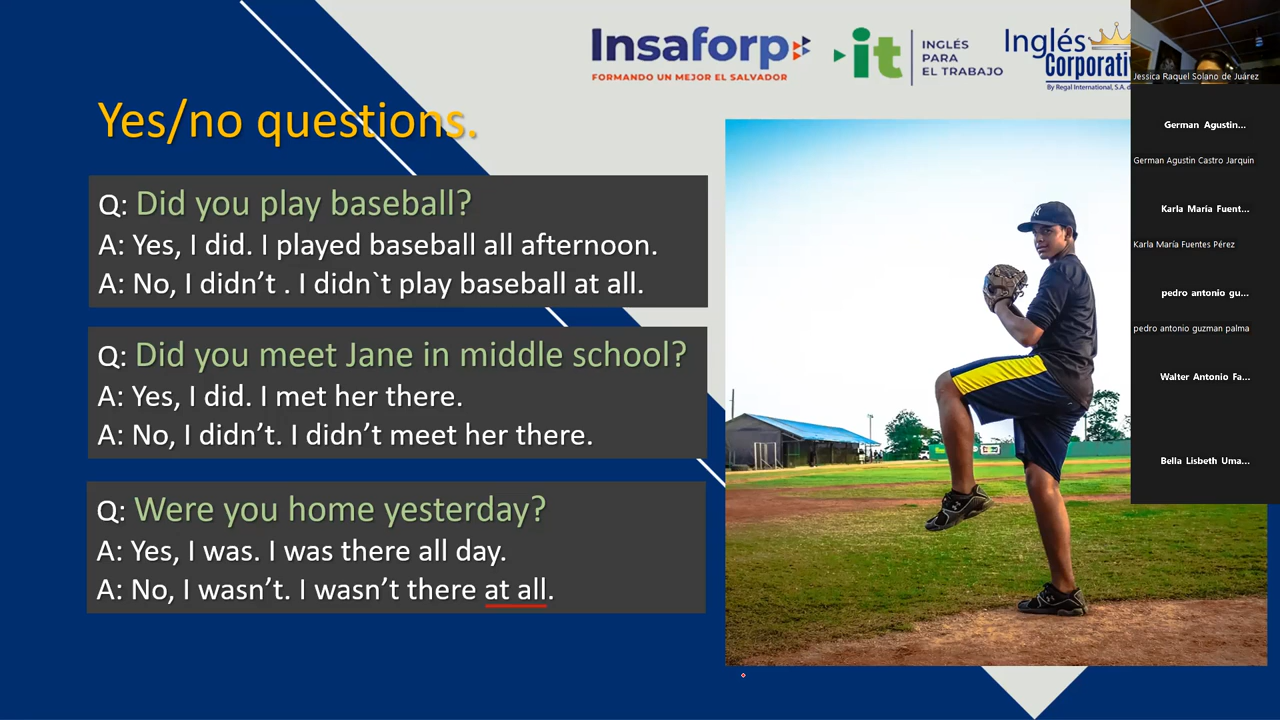 Insaforp
FORMANDO UN MEJOR EL SALVADOR
it
INGLÉS
PARA
EL TRABAJO
Inglés
Corporativ
By Regal International, S.A. d
Yes/no questions.
Q: Did you play baseball?
A: Yes, I did. I played baseball all afternoon.
A: No, I didn’t . I didn`t play baseball at all.
Q: Did you meet Jane in middle school?
A: Yes, I did. I met her there.
A: No, I didn’t. I didn’t meet her there.
Q: Were you home yesterday?
A: Yes, I was. I was there all day.
A: No, I wasn’t. I wasn’t there at all.
Jessica Raquel Solano de Juárez
German Agustin...
German Agustin Castro Jarquin
Karla María Fuent...
Karla María Fuentes Pérez
pedro antonio gu...
pedro antonio guzman palma
Walter Antonio Fa...
Bella Lisbeth Uma...